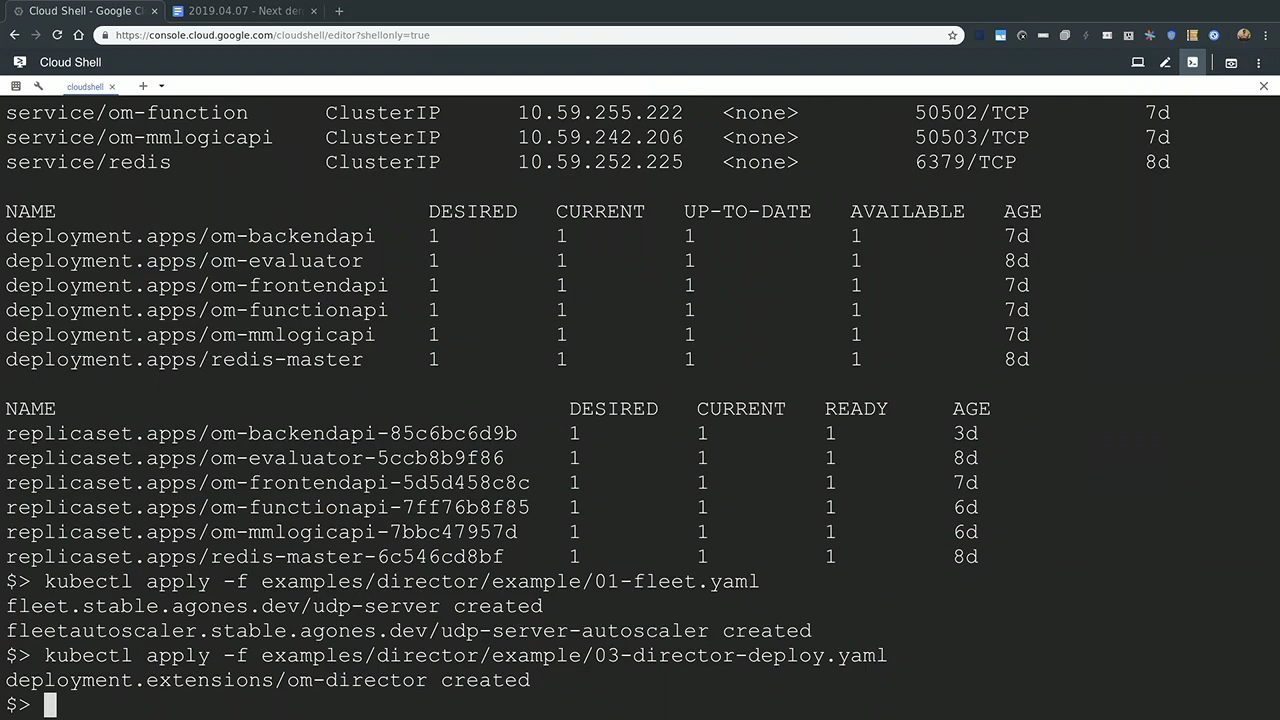 Cloud Shell - Google Cl
2019.04.07 - Next den
https://console.cloud.google.com/cloudshell/editor?shellonly=true
Cloud Shell
cloudshell
service/om-function ClusterIP 10.59.255.222 <none> 50502/TCP 7d
service/om-mmlogicapi ClusterIP 10.59.242.206 <none> 50503/TCP 7d
service/redis ClusterIP 10.59.252.225 <none> 6379/TCP 8d
NAME DESIRED CURRENT UP-TO-DATE AVAILABLE AGE
deployment.apps/om-backendapi 1 1 1 1 7d
deployment.apps/om-evaluator 1 1 1 1 8d
deployment.apps/om-frontendapi 1 1 1 1 7d
deployment.apps/om-functionapi 1 1 1 1 7d
deployment.apps/om-mmlogicapi 1 1 1 1 7d
deployment.apps/redis-master 1 1 1 1 8d
NAME DESIRED CURRENT READY AGE
replicaset.apps/om-backendapi-85c6bc6d9b 1 1 1 3d
replicaset.apps/om-evaluator-5ccb8b9f86 1 1 1 8d
replicaset.apps/om-frontendapi-5d5d458c8c 1 1 1 7d
replicaset.apps/om-functionapi-7ff76b8f85 1 1 1 6d
replicaset.apps/om-mmlogicapi-7bbc47957d 1 1 1 6d
replicaset.apps/redis-master-6c546cd8bf 1 1 1 8d
$> kubectl apply -f examples/director/example/01-fleet.yaml
fleet.stable.agones.dev/udp-server created
fleetautoscaler.stable.agones.dev/udp-server-autoscaler created
$> kubectl apply -f examples/director/example/03-director-deploy.yaml
deployment.extensions/om-director created
$>